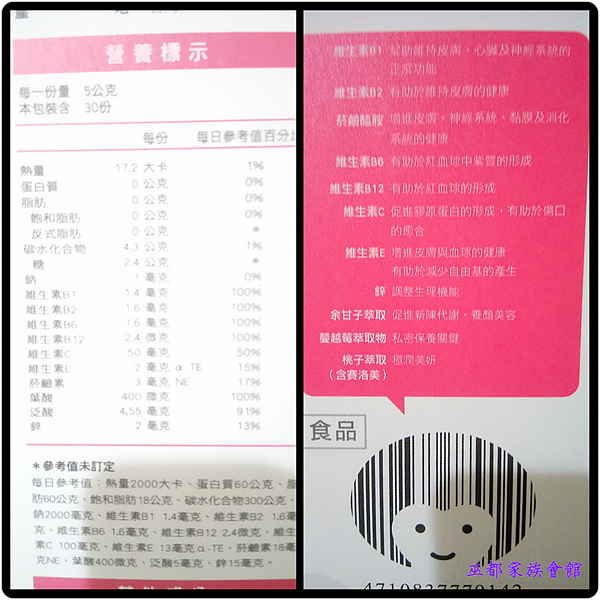 營養標示
每一份量 5公克
本包裝含 30份
每份 每日參考值百分比
熱量 17.2 大卡 1%
蛋白質 0 公克 0%
脂肪 0 公克 0%
飽和脂肪 0 公克 0%
反式脂肪 0 公克 *
碳水化合物 4.3 公克 1%
糖 2.4 公克 *
鈉 1 毫克 0%
維生素B1 1.4 毫克 100%
維生素B2 1.6 毫克 100%
維生素B6 1.6 毫克 100%
維生素B12 2.4 微克 100%
維生素C 50 毫克 50%
維生素E 2 毫克 α-TE 15%
菸鹼素 3 毫克 NE 17%
葉酸 400 微克 100%
泛酸 4.55 毫克 91%
鋅 2 毫克 13%
*參考值未訂定
每日參考值：熱量2000大卡、蛋白質60公克、脂
肪60公克、飽和脂肪18公克、碳水化合物300公克、
鈉2000毫克、維生素B1 1.4毫克、維生素B2 1.6毫
克、維生素B6 1.6毫克、維生素B12 2.4微克、維生
素C 100毫克、維生素E 13毫克α-TE、菸鹼素18毫
克NE、葉酸400微克、泛酸5毫克、鋅15毫克。
維生素B1 幫助維持皮膚、心臟及神經系統的
正常功能
維生素B2 有助於維持皮膚的健康
菸鹼醯胺 增進皮膚、神經系統、黏膜及消化
系統的健康
維生素B6 有助於紅血球中紫質的形成
維生素B12 有助於紅血球的形成
維生素C 促進膠原蛋白的形成，有助於傷口
的癒合
維生素E 增進皮膚與血球的健康
有助於減少自由基的產生
鋅 調整生理機能
余甘子萃取 促進新陳代謝、養顏美容
蔓越莓萃取物 私密保養關鍵
桃子萃取 極潤美妍
（含賽洛美）
食品
巫都家族會館